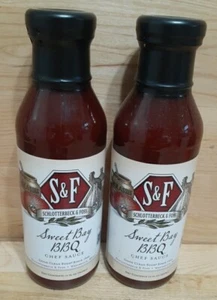 S&F
SCHLOTTERBECK & FOSS
Sweet Bay
BBQ
CHEF SAUCE
S&F
SCHLOTTERBECK & FOSS
Sweet Bay
BBQ
CHEF SAUCE